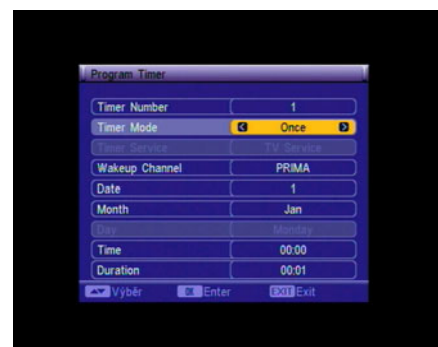 Program Timer
Timer Number 1
Timer Mode Once
Timer Service TV Service
Wakeup Channel PRIMA
Date 1
Month Jan
Day Monday
Time 00:00
Duration 00:01
Výběr OK Enter EXIT Exit